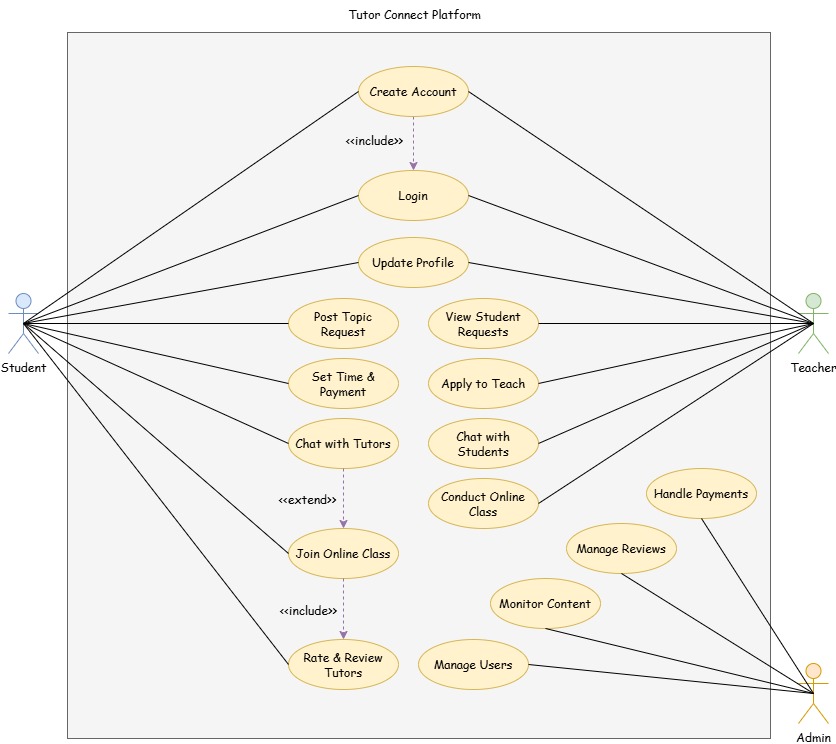 Tutor Connect Platform
Create Account
<<include>>
Login
Update Profile
Post Topic
Request
View Student
Requests
Student
Teacher
Set Time &
Payment
Apply to Teach
Chat with Tutors
Chat with
Students
<<extend>>
Conduct Online
Class
Handle Payments
Join Online Class
Manage Reviews
<<include>>
Monitor Content
Rate & Review
Tutors
Manage Users
Admin